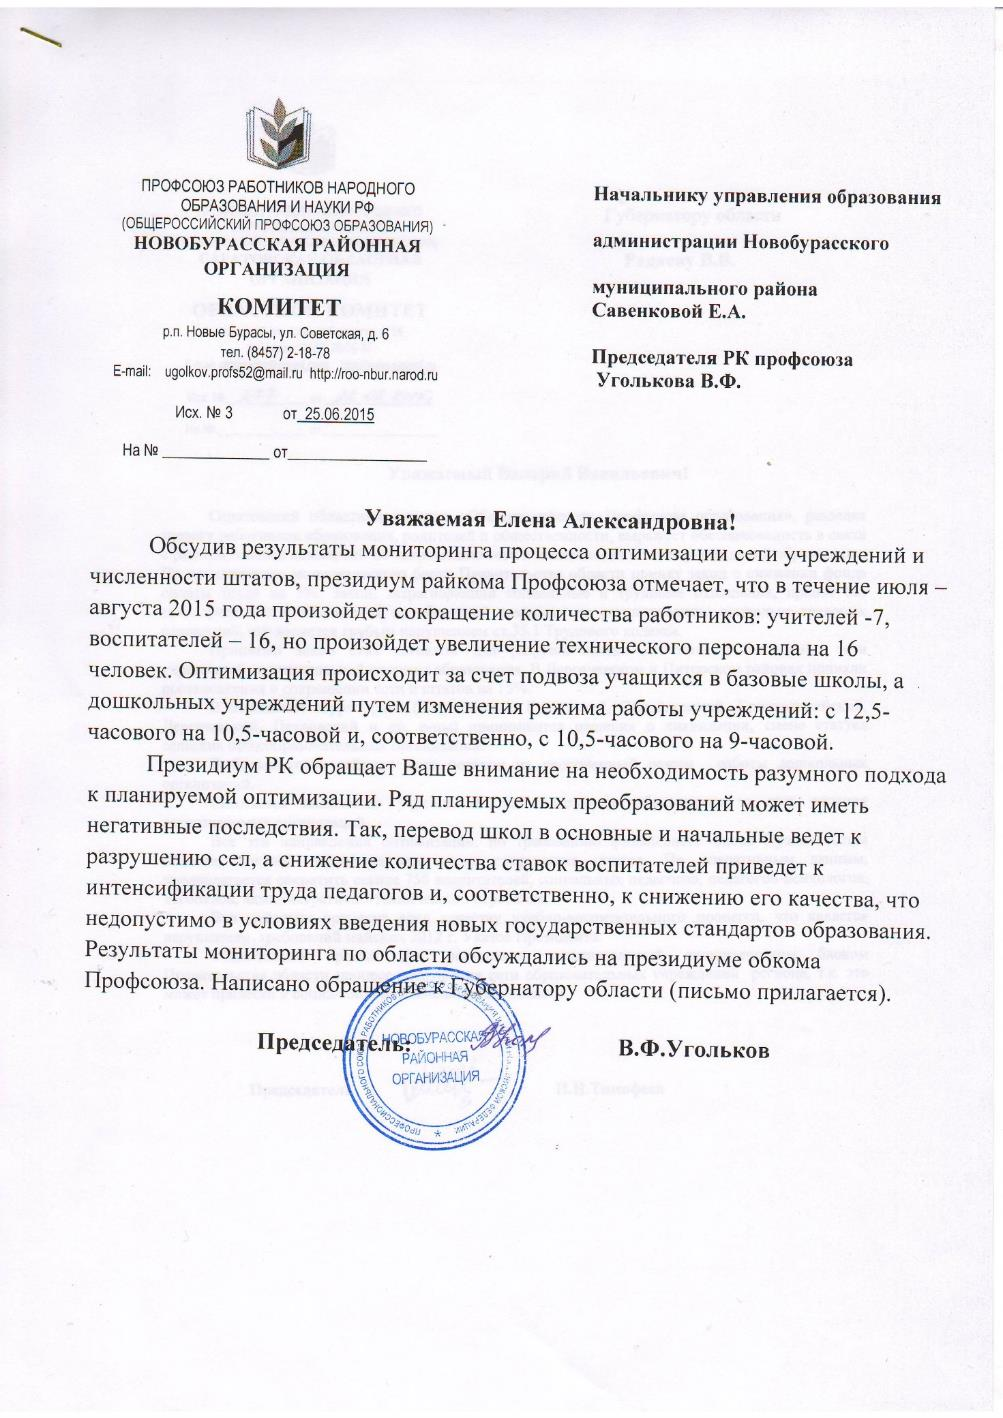 ПРОФСОЮЗ РАБОТНИКОВ НАРОДНОГО
ОБРАЗОВАНИЯ И НАУКИ РФ
(ОБЩЕРОССИЙСКИЙ ПРОФСОЮЗ ОБРАЗОВАНИЯ)
НОВОБУРАССКАЯ РАЙОННАЯ
ОРГАНИЗАЦИЯ
КОМИТЕТ
р.п. Новые Бурасы, ул. Советская, д. 6
тел. (8457) 2-18-78
E-mail: ugolkov.profs52@mail.ru http://roo-nbur.narod.ru
Исх. № 3 от 25.06.2015
На № ______________ от__________________
Начальнику управления образования
администрации Новобурасского
муниципального района
Савенковой Е.А.
Председателя РК профсоюза
Уголькова В.Ф.
Уважаемая Елена Александровна!
Обсудив результаты мониторинга процесса оптимизации сети учреждений и
численности штатов, президиум райкома Профсоюза отмечает, что в течение июля –
августа 2015 года произойдет сокращение количества работников: учителей -7,
воспитателей – 16, но произойдет увеличение технического персонала на 16
человек. Оптимизация происходит за счет подвоза учащихся в базовые школы, а
дошкольных учреждений путем изменения режима работы учреждений: с 12,5-
часового на 10,5-часовой и, соответственно, с 10,5-часового на 9-часовой.
Президиум РК обращает Ваше внимание на необходимость разумного подхода
к планируемой оптимизации. Ряд планируемых преобразований может иметь
негативные последствия. Так, перевод школ в основные и начальные ведет к
разрушению сел, а снижение количества ставок воспитателей приведет к
интенсификации труда педагогов и, соответственно, к снижению его качества, что
недопустимо в условиях введения новых государственных стандартов образования.
Результаты мониторинга по области обсуждались на президиуме обкома
Профсоюза. Написано обращение к Губернатору области (письмо прилагается).
Председатель: В.Ф.Угольков
НОВОБУРАССКАЯ
РАЙОННАЯ
ОРГАНИЗАЦИЯ